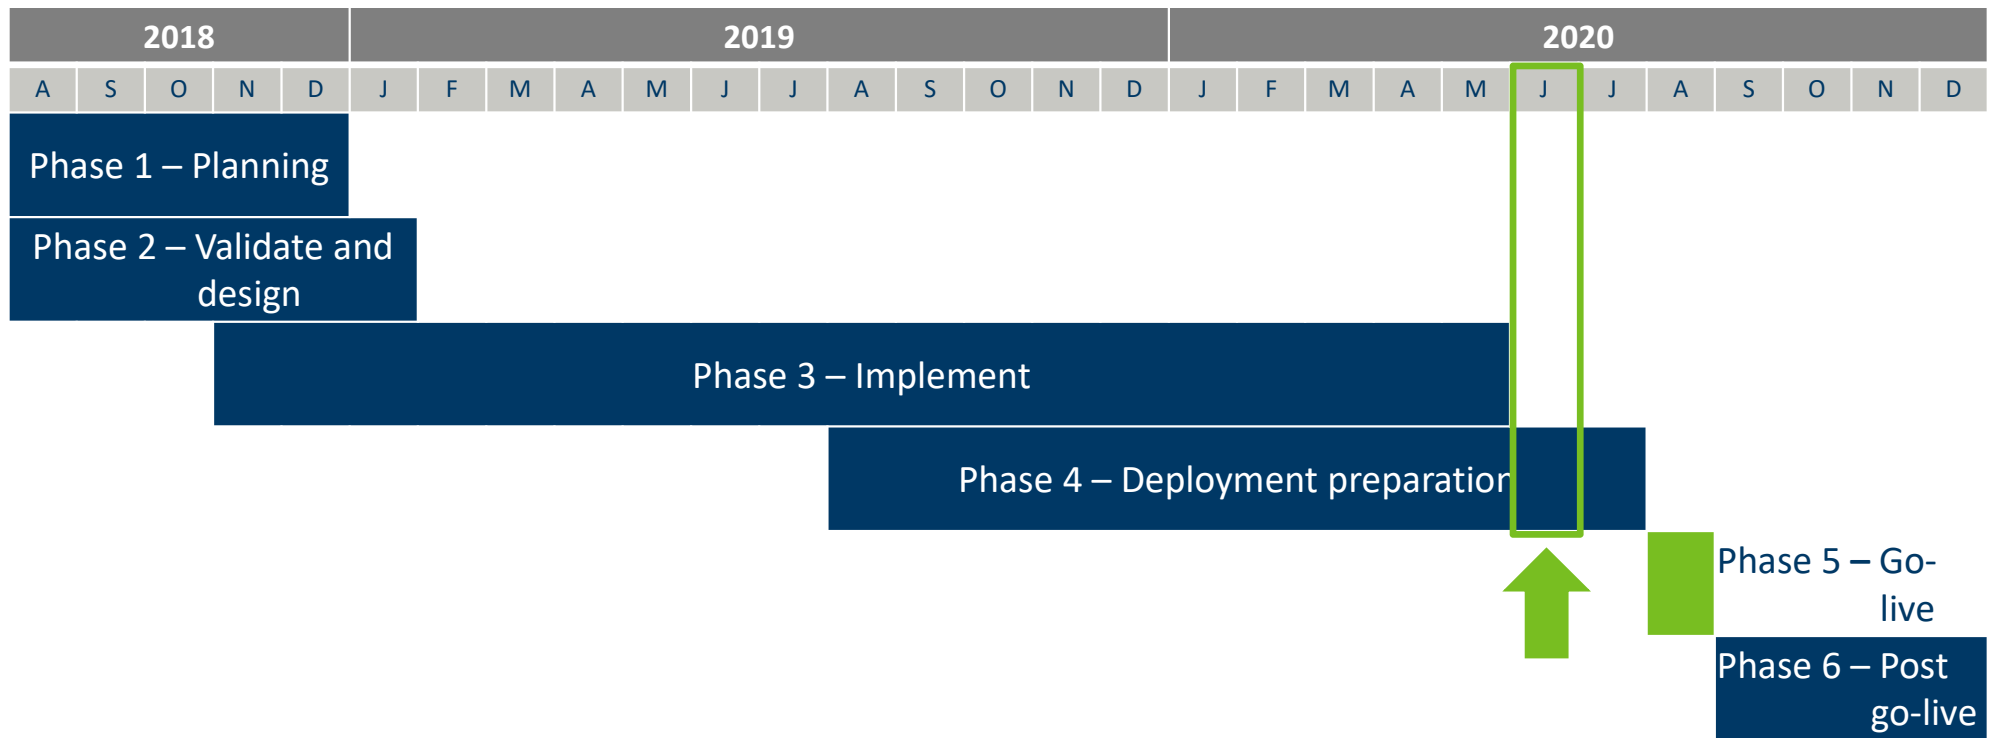 2018 2019 2020
A S O N D J F M A M J J A S O N D J F M A M J J A S O N D
Phase 1 – Planning
Phase 2 – Validate and
design
Phase 3 – Implement
Phase 4 – Deployment preparation
Phase 5 – Go-
live
Phase 6 – Post
go-live